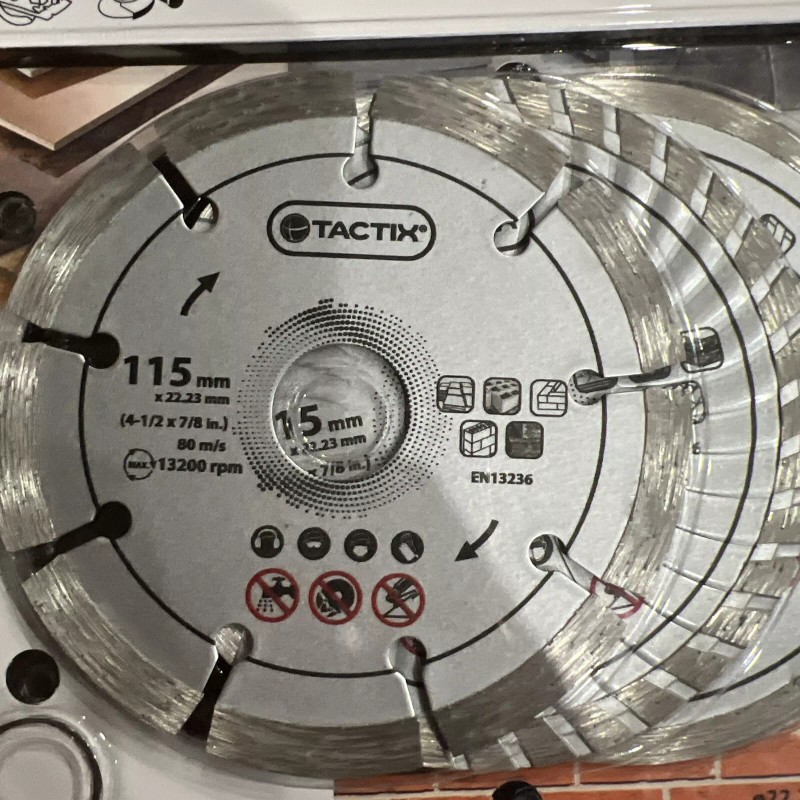 TACTIX®
115 mm
x 22.23 mm
(4-1/2 x 7/8 in.)
80 m/s
MAX. 13200 rpm
15 mm
x 22.23 mm
x 7/8 in.)
EN13236